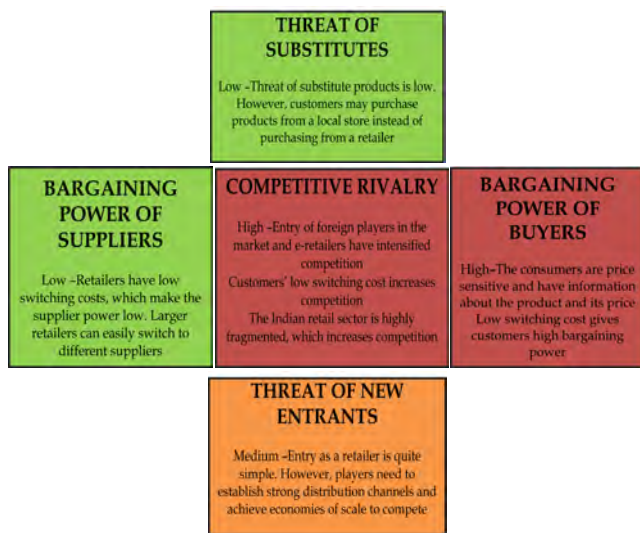 THREAT OF
SUBSTITUTES
Low –Threat of substitute products is low.
However, customers may purchase
products from a local store instead of
purchasing from a retailer
BARGAINING
POWER OF
SUPPLIERS
Low –Retailers have low
switching costs, which make the
supplier power low. Larger
retailers can easily switch to
different suppliers
COMPETITIVE RIVALRY
High –Entry of foreign players in the
market and e-retailers have intensified
competition
Customers’ low switching cost increases
competition
The Indian retail sector is highly
fragmented, which increases competition
BARGAINING
POWER OF
BUYERS
High–The consumers are price
sensitive and have information
about the product and its price
Low switching cost gives
customers high bargaining
power
THREAT OF NEW
ENTRANTS
Medium –Entry as a retailer is quite
simple. However, players need to
establish strong distribution channels and
achieve economies of scale to compete